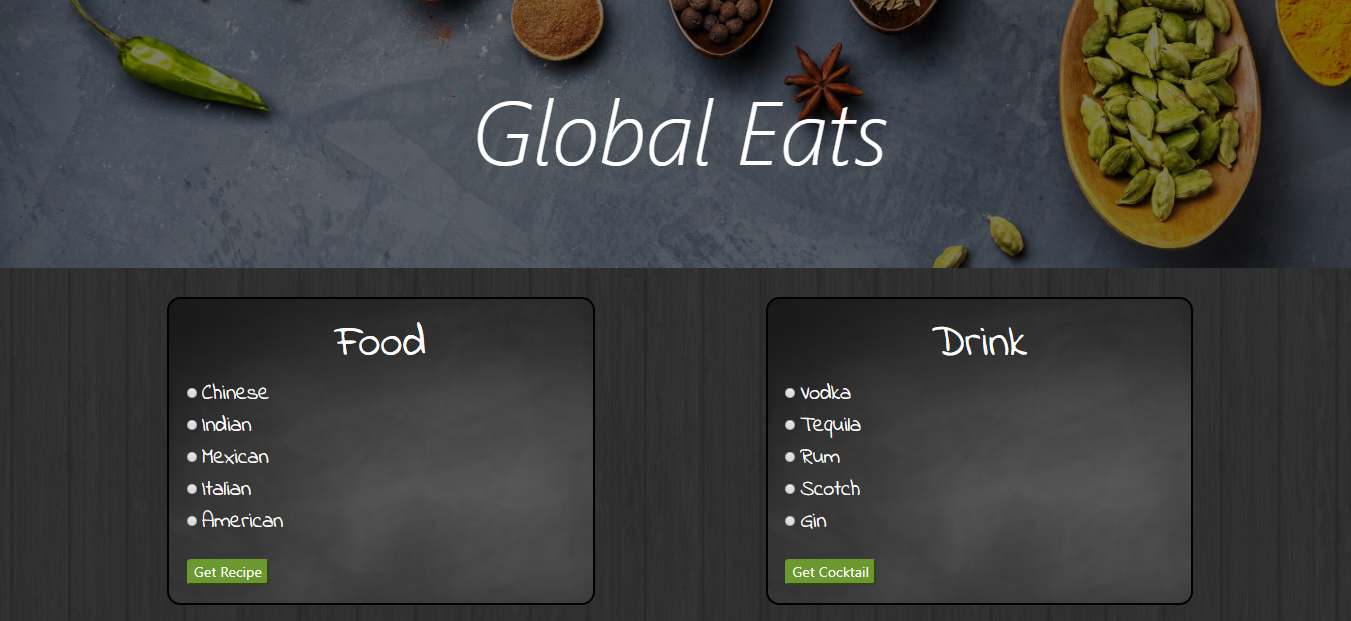 Global Eats
Food
Chinese
Indian
Mexican
Italian
American
Get Recipe
Drink
Vodka
Tequila
Rum
Scotch
Gin
Get Cocktail